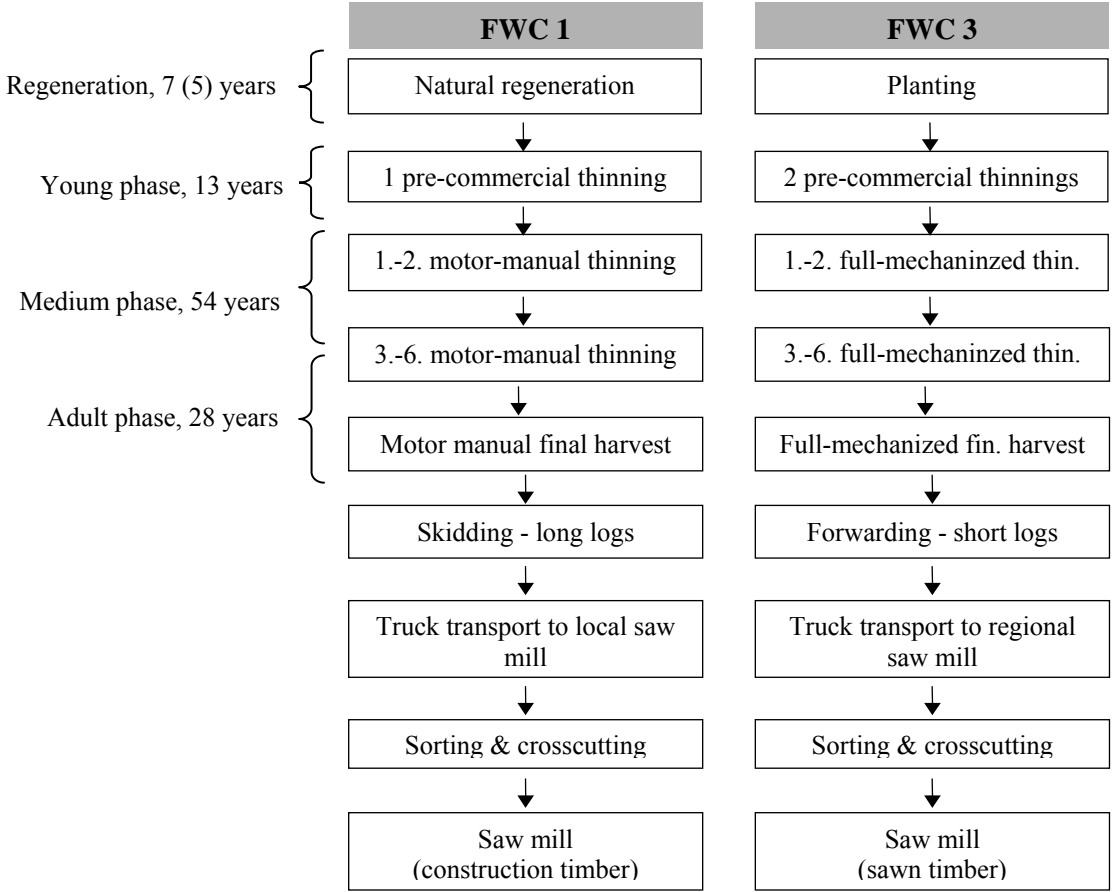 FWC 1
FWC 3
Regeneration, 7 (5) years
Natural regeneration
Planting
Young phase, 13 years
1 pre-commercial thinning
2 pre-commercial thinnings
Medium phase, 54 years
1.-2. motor-manual thinning
1.-2. full-mechaninzed thin.
3.-6. motor-manual thinning
3.-6. full-mechaninzed thin.
Adult phase, 28 years
Motor manual final harvest
Full-mechanized fin. harvest
Skidding - long logs
Forwarding - short logs
Truck transport to local saw
mill
Truck transport to regional
saw mill
Sorting & crosscutting
Sorting & crosscutting
Saw mill
(construction timber)
Saw mill
(sawn timber)